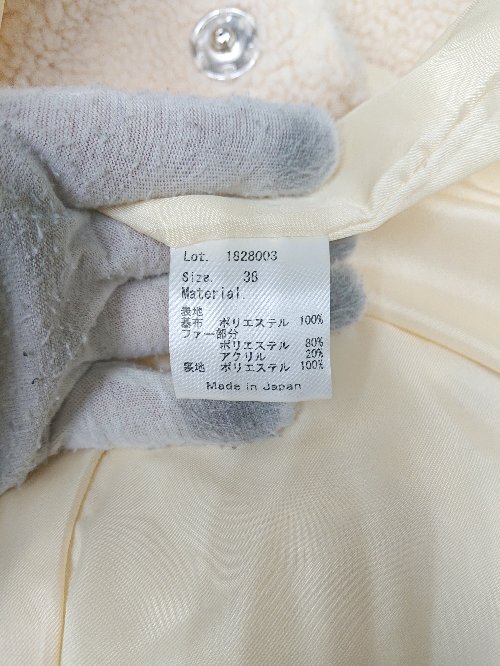 Lot. 1828003
Size. 38
Material.
表地
基布 ポリエステル 100%
ファー部分
ポリエステル 80%
アクリル 20%
裏地 ポリエステル 100%
Made in Japan